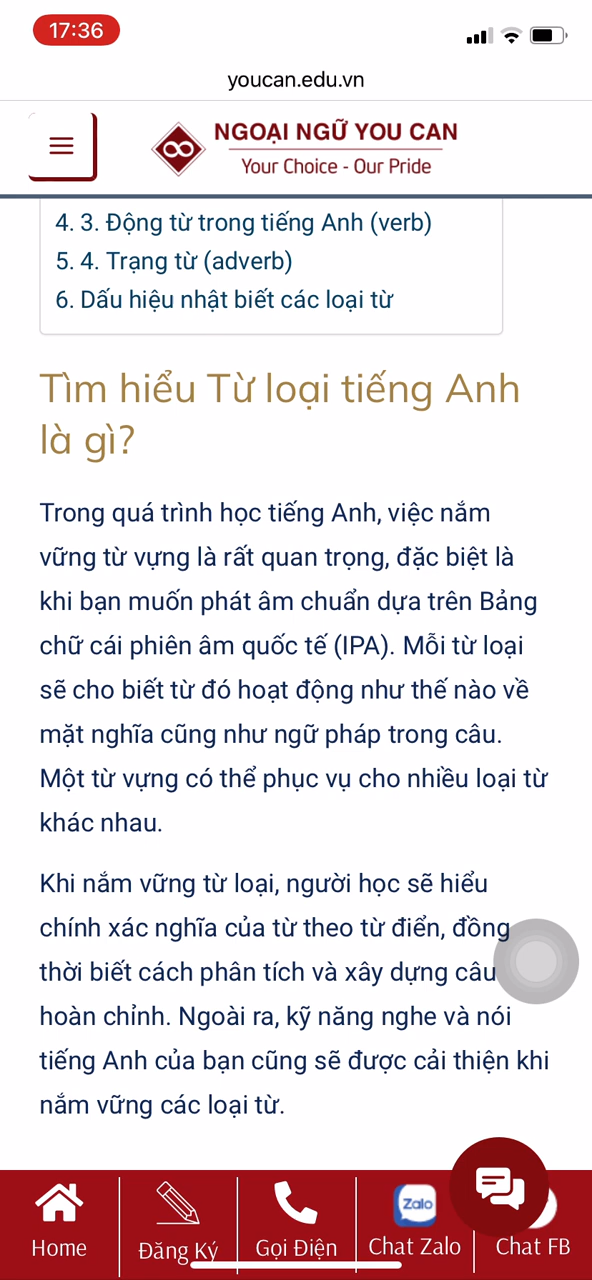 17:36
youcan.edu.vn
NGOẠI NGỮ YOU CAN
Your Choice - Our Pride
4. 3. Động từ trong tiếng Anh (verb)
5. 4. Trạng từ (adverb)
6. Dấu hiệu nhật biết các loại từ
Tìm hiểu Từ loại tiếng Anh
là gì?
Trong quá trình học tiếng Anh, việc nắm
vững từ vựng là rất quan trọng, đặc biệt là
khi bạn muốn phát âm chuẩn dựa trên Bảng
chữ cái phiên âm quốc tế (IPA). Mỗi từ loại
sẽ cho biết từ đó hoạt động như thế nào về
mặt nghĩa cũng như ngữ pháp trong câu.
Một từ vựng có thể phục vụ cho nhiều loại từ
khác nhau.
Khi nắm vững từ loại, người học sẽ hiểu
chính xác nghĩa của từ theo từ điển, đồng
thời biết cách phân tích và xây dựng câu
hoàn chỉnh. Ngoài ra, kỹ năng nghe và nói
tiếng Anh của bạn cũng sẽ được cải thiện khi
nắm vững các loại từ.
Zalo
Home
Đăng Ký
Gọi Điện
Chat Zalo
Chat FB